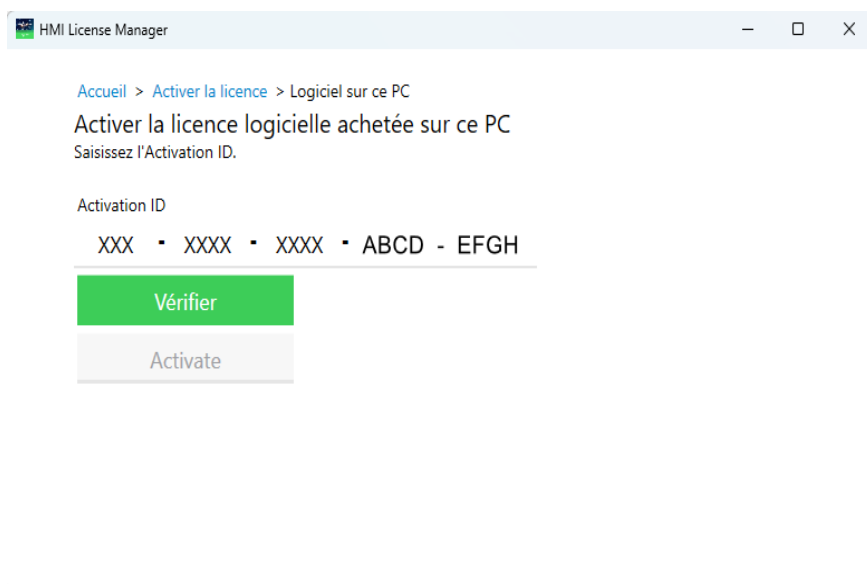 HMI License Manager
Accueil > Activer la licence > Logiciel sur ce PC
Activer la licence logicielle achetée sur ce PC
Saisissez l'Activation ID.
Activation ID
XXX - XXXX - XXXX - ABCD - EFGH
Vérifier
Activate